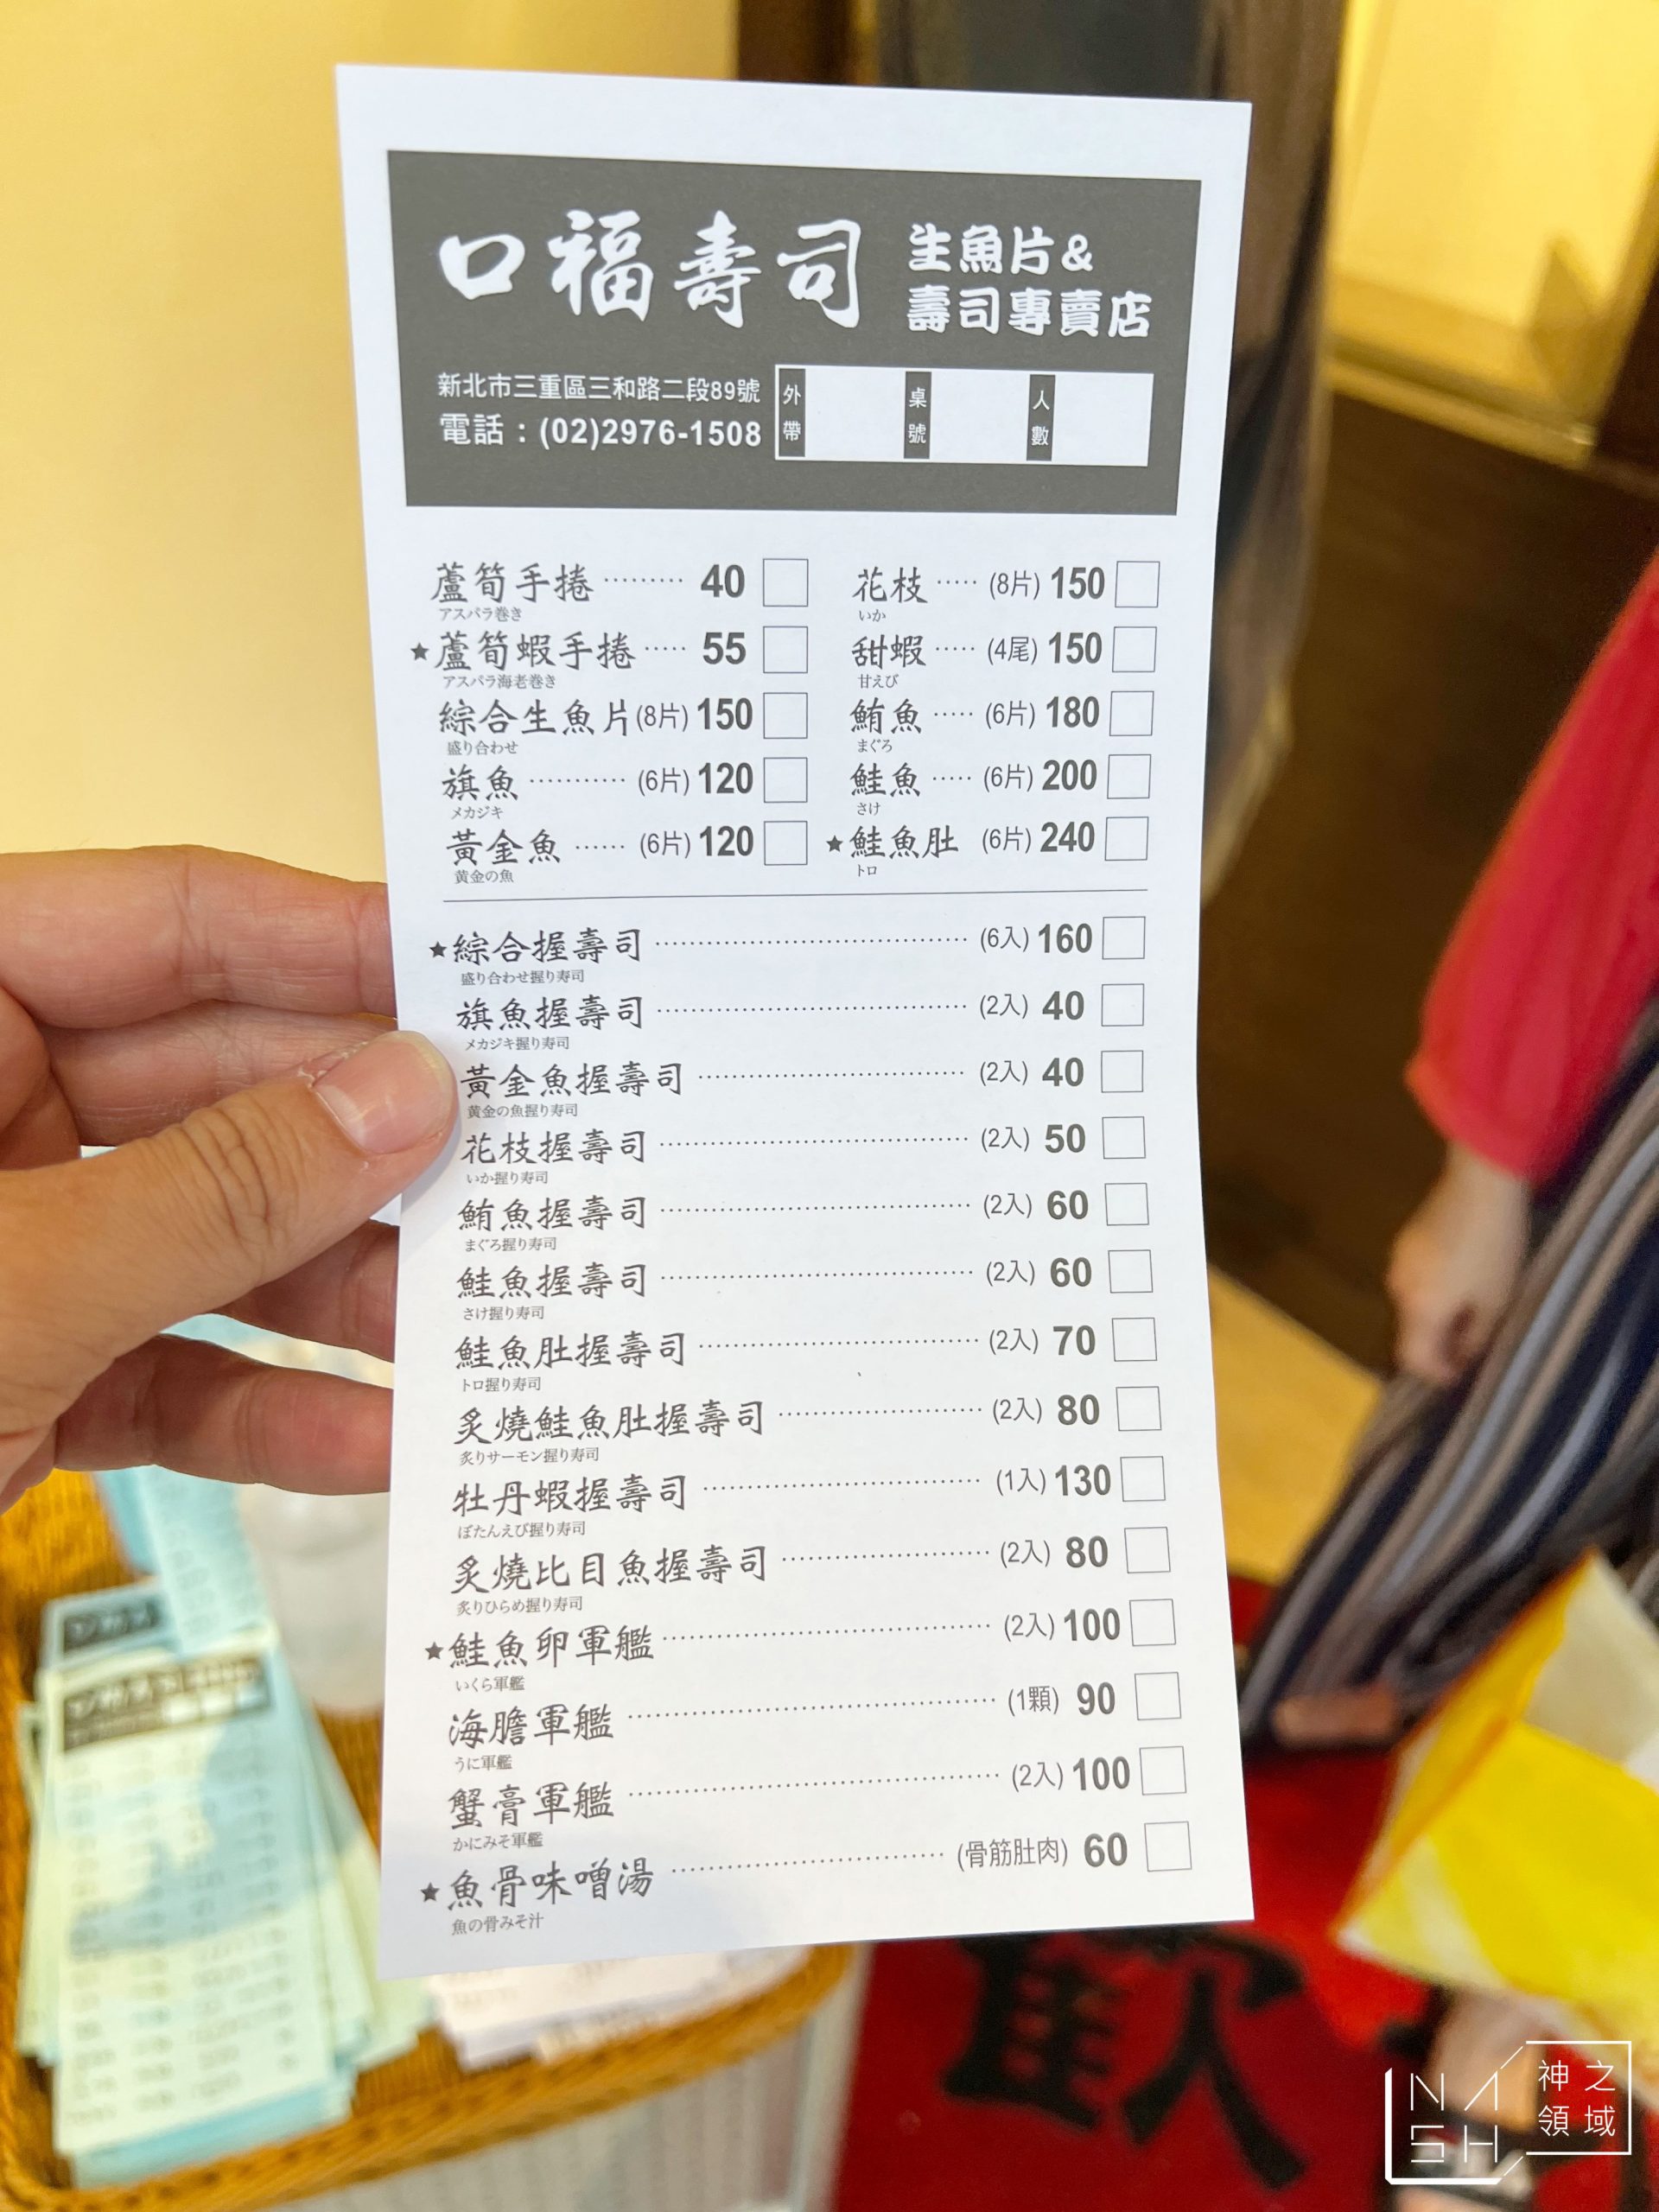 口福壽司
生魚片&
壽司專賣店
新北市三重區三和路二段89號
電話：(02)2976-1508
外帶
桌號
人數
蘆筍手捲 ········· 40
アスパラ巻き
★蘆筍蝦手捲 ····· 55
アスパラ海老巻き
綜合生魚片(8片) 150
盛り合わせ
旗魚 ··········· (6片) 120
メカジキ
黃金魚 ······ (6片) 120
黄金の魚
花枝 ····· (8片) 150
いか
甜蝦 ····· (4尾) 150
甘えび
鮪魚 ····· (6片) 180
まぐろ
鮭魚 ····· (6片) 200
さけ
★鮭魚肚 (6片) 240
トロ
★綜合握壽司 ········ (6入) 160
盛り合わせ握り寿司
旗魚握壽司 ········ (2入) 40
メカジキ握り寿司
黃金魚握壽司 ········ (2入) 40
黄金の魚握り寿司
花枝握壽司 ········ (2入) 50
いか握り寿司
鮪魚握壽司 ········ (2入) 60
まぐろ握り寿司
鮭魚握壽司 ········ (2入) 60
さけ握り寿司
鮭魚肚握壽司 ········ (2入) 70
トロ握り寿司
炙燒鮭魚肚握壽司 ········ (2入) 80
炙りサーモン握り寿司
牡丹蝦握壽司 ········ (1入) 130
ぼたんえび握り寿司
炙燒比目魚握壽司 ········ (2入) 80
炙りひらめ握り寿司
★鮭魚卵軍艦 ········ (2入) 100
いくら軍艦
海膽軍艦 ········ (1顆) 90
うに軍艦
蟹膏軍艦 ········ (2入) 100
かにみそ軍艦
★魚骨味噌湯 ········ (骨筋肚肉) 60
魚の骨みそ汁
歡
NASH
神之領域